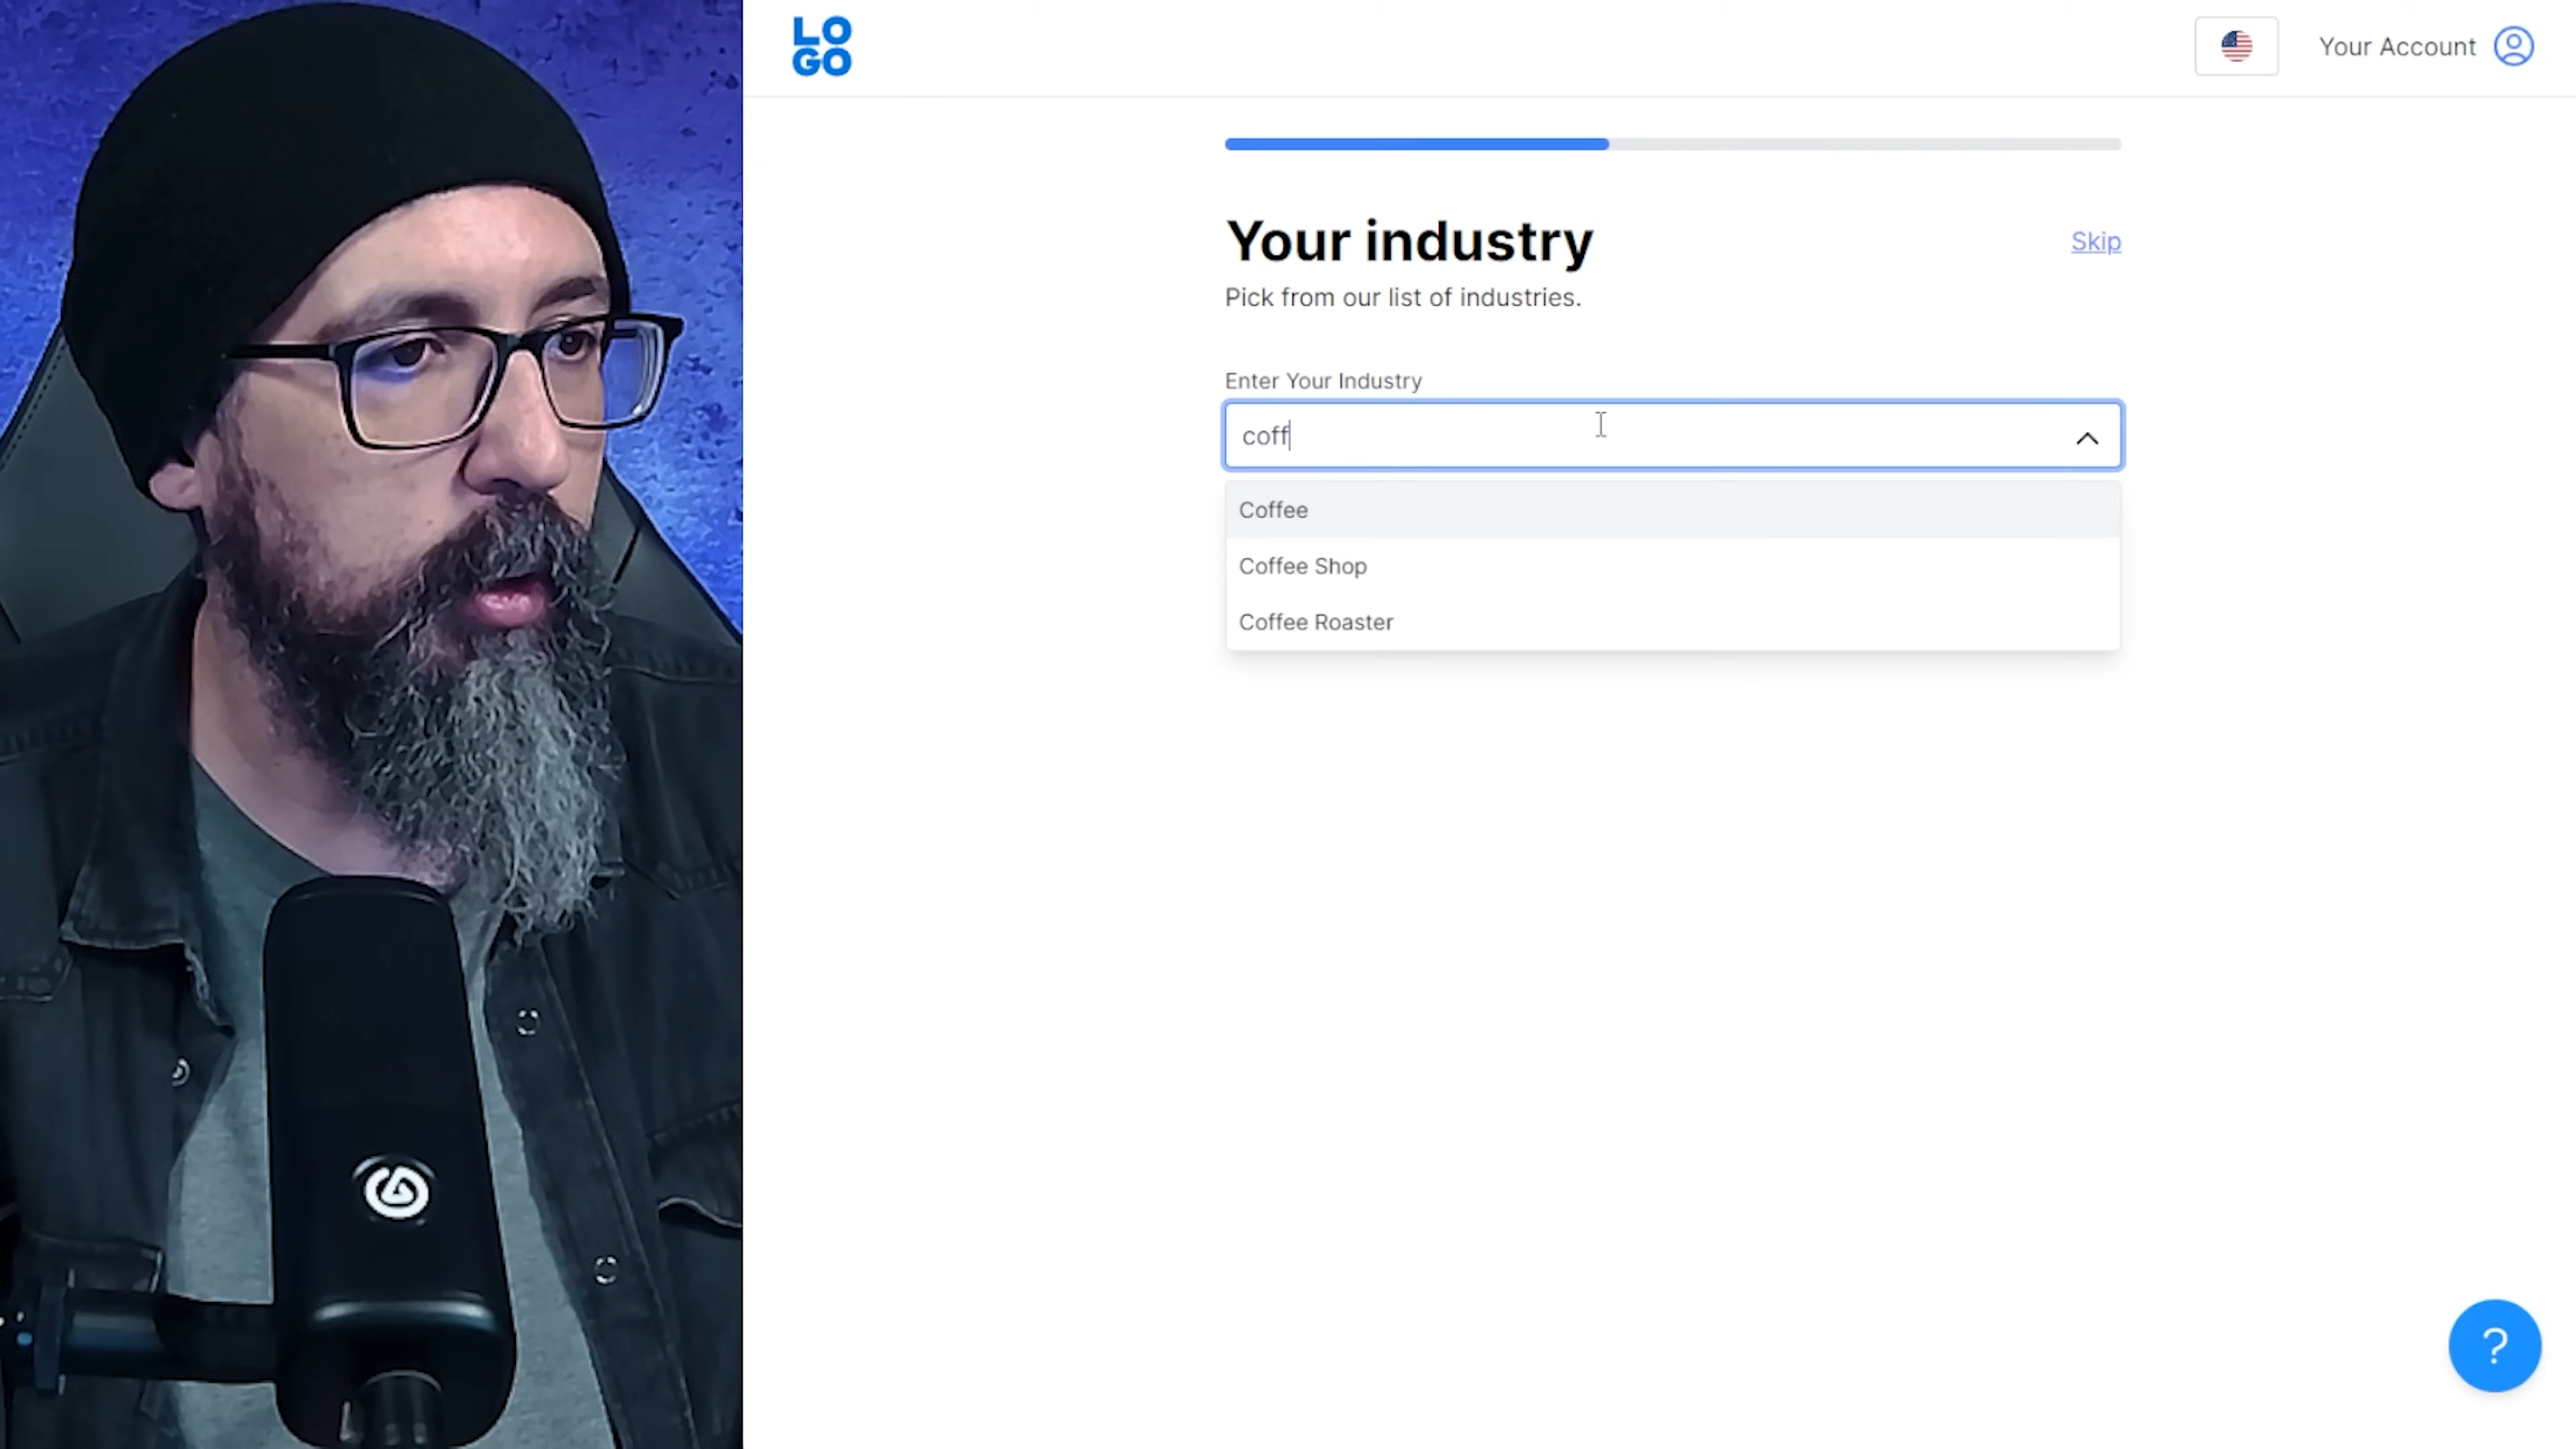 LO
GO
Your Account
Your industry
Skip
Pick from our list of industries.
Enter Your Industry
coff
Coffee
Coffee Shop
Coffee Roaster
?